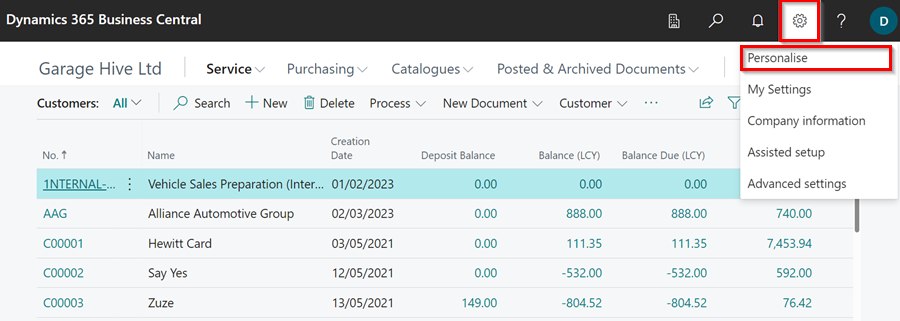 Dynamics 365 Business Central
D
Personalise
My Settings
Company information
Assisted setup
Advanced settings
Garage Hive Ltd Service Purchasing Catalogues Posted & Archived Documents
Customers: All Search New Delete Process New Document Customer ...
No. ↑ Name Creation Date Deposit Balance Balance (LCY) Balance Due (LCY)
1NTERNAL-... Vehicle Sales Preparation (Inter... 01/02/2023 0.00 0.00 0.00
AAG Alliance Automotive Group 02/03/2023 0.00 888.00 888.00 740.00
C00001 Hewitt Card 03/05/2021 0.00 111.35 111.35 7,453.94
C00002 Say Yes 12/05/2021 0.00 -532.00 -532.00 592.00
C00003 Zuze 13/05/2021 149.00 -804.52 -804.52 76.42